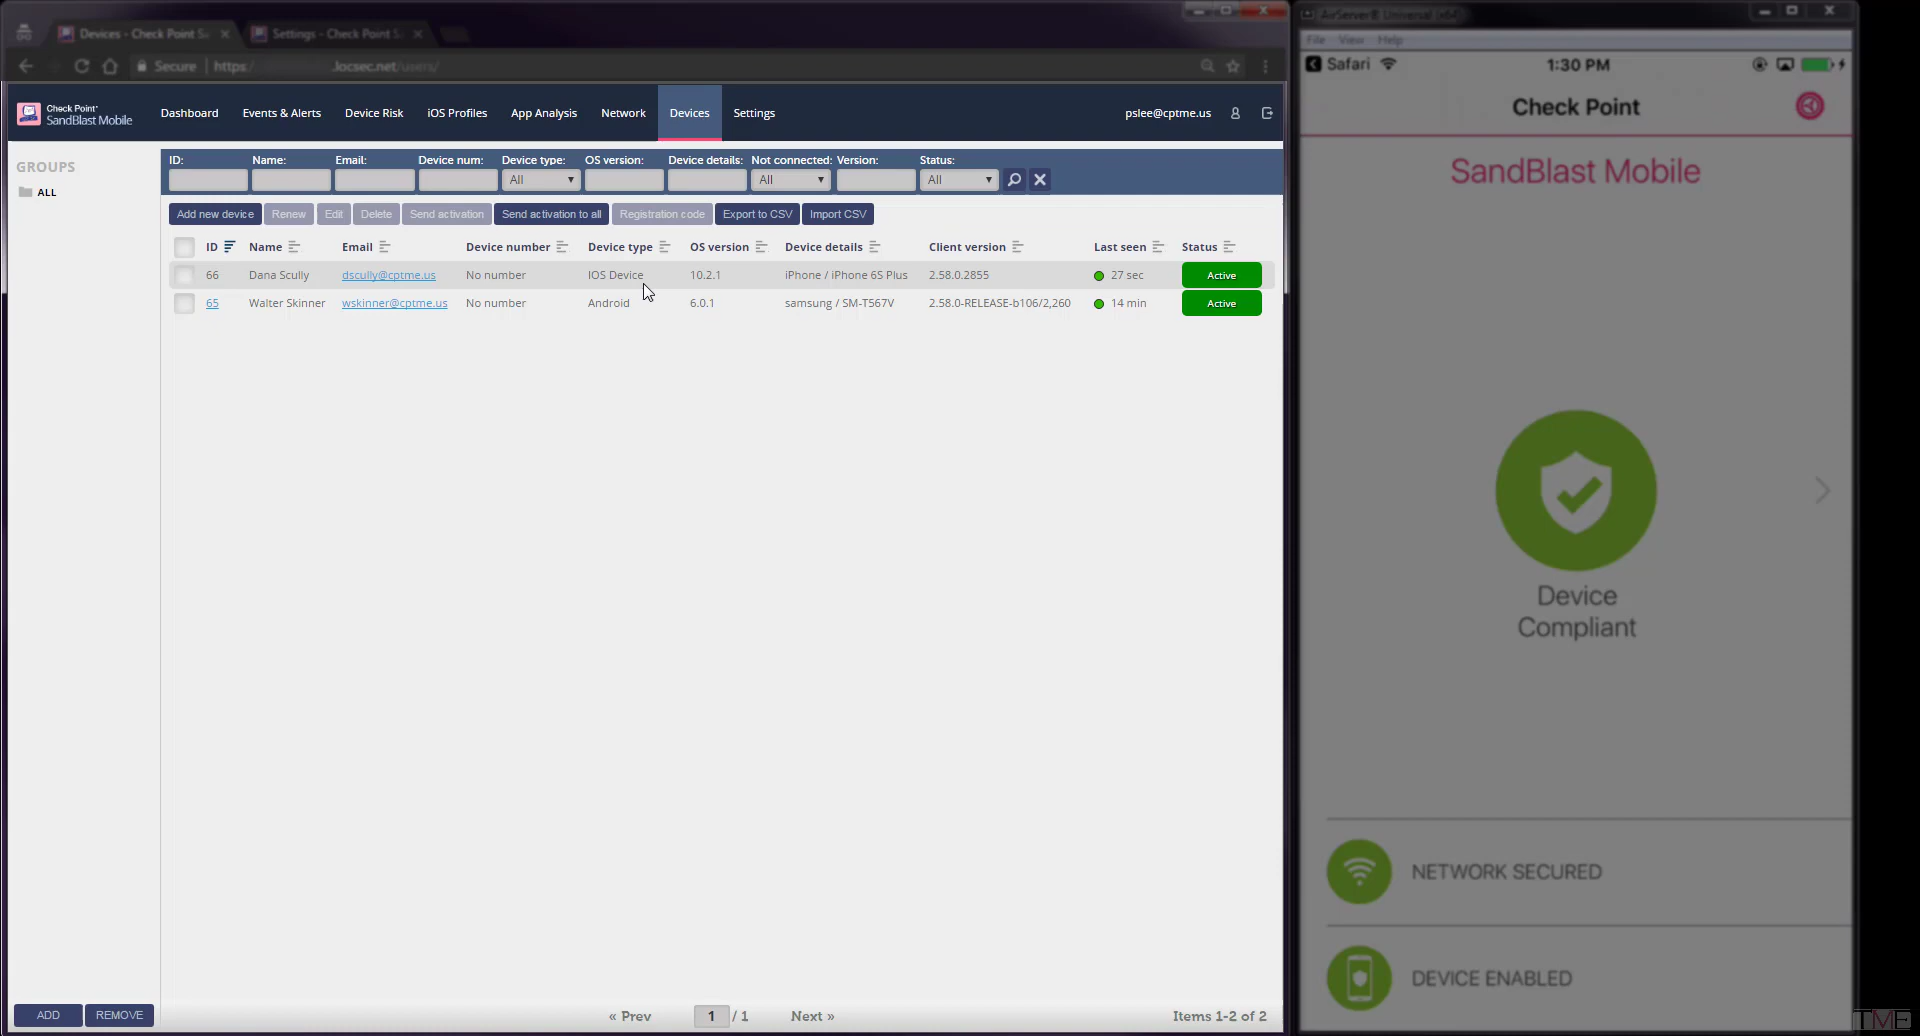 Devices - Check Point S
Settings - Check Point S
Secure https: .locsec.net/users/
Check Point
SandBlast Mobile
Dashboard Events & Alerts Device Risk iOS Profiles App Analysis Network Devices Settings
pslee@cptme.us
GROUPS
ALL
ID: Name: Email: Device num: Device type: OS version: Device details: Not connected: Version: Status:
All All All
Add new device Renew Edit Delete Send activation Send activation to all Registration code Export to CSV Import CSV
ID Name Email Device number Device type OS version Device details Client version Last seen Status
66 Dana Scully dscully@cptme.us No number IOS Device 10.2.1 iPhone / iPhone 6S Plus 2.58.0.2855 27 sec Active
65 Walter Skinner wskinner@cptme.us No number Android 6.0.1 samsung / SM-T567V 2.58.0-RELEASE-b106/2,260 14 min Active
ADD REMOVE
« Prev 1 / 1 Next »
Items 1-2 of 2
AirServer® Universal (x64)
File View Help
Safari 1:30 PM
Check Point
SandBlast Mobile
Device
Compliant
NETWORK SECURED
DEVICE ENABLED
TME